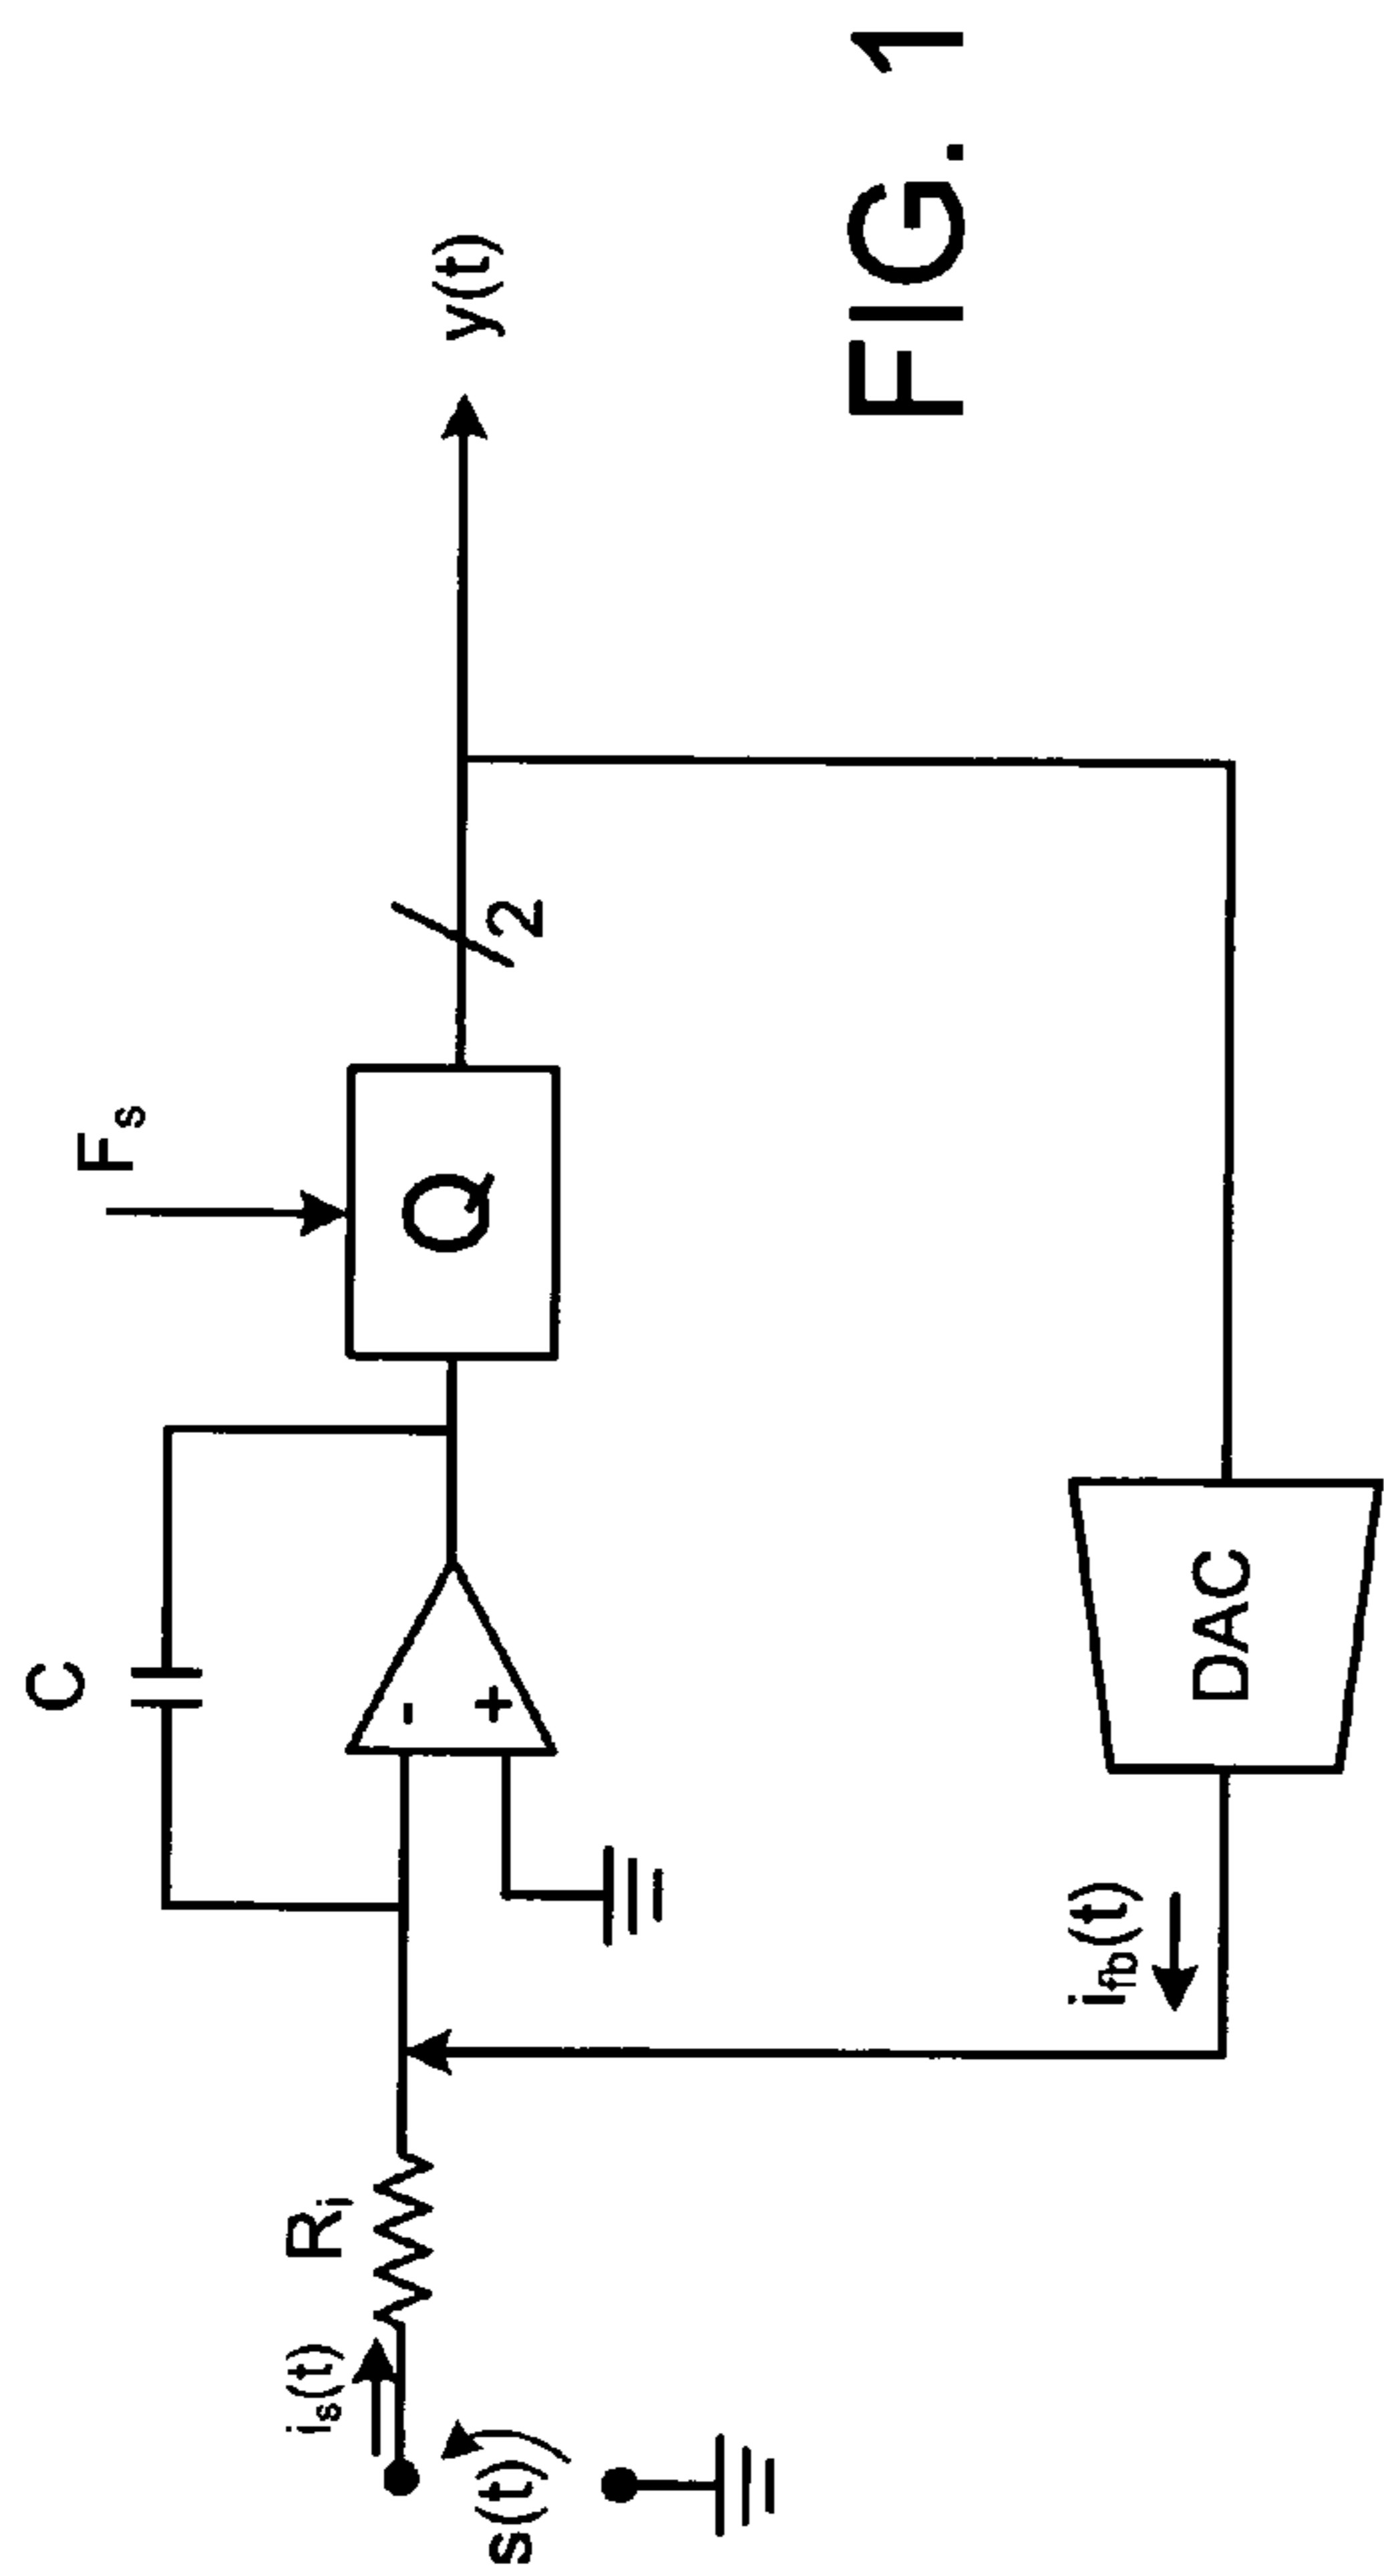 C
F_s
i_s(t)
R_i
-
+
Q
2
y(t)
s(t)
i_fb(t)
DAC
FIG. 1